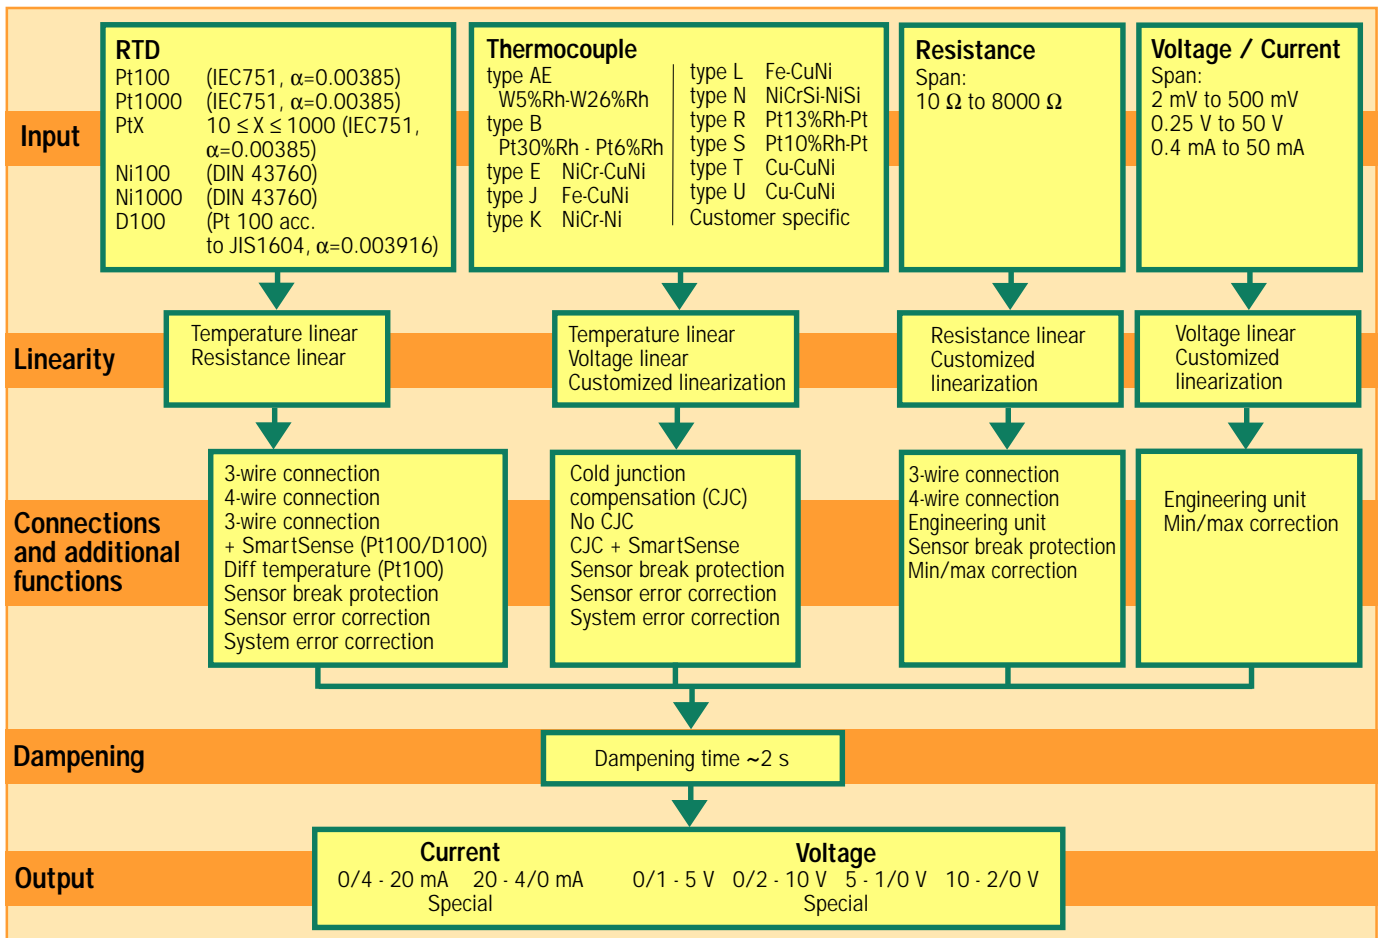 Input
RTD
Pt100 (IEC751, α=0.00385)
Pt1000 (IEC751, α=0.00385)
PtX 10 ≤ X ≤ 1000 (IEC751,
α=0.00385)
Ni100 (DIN 43760)
Ni1000 (DIN 43760)
D100 (Pt 100 acc.
to JIS1604, α=0.003916)
Thermocouple
type AE
W5%Rh-W26%Rh
type B
Pt30%Rh - Pt6%Rh
type E NiCr-CuNi
type J Fe-CuNi
type K NiCr-Ni
type L Fe-CuNi
type N NiCrSi-NiSi
type R Pt13%Rh-Pt
type S Pt10%Rh-Pt
type T Cu-CuNi
type U Cu-CuNi
Customer specific
Resistance
Span:
10 Ω to 8000 Ω
Voltage / Current
Span:
2 mV to 500 mV
0.25 V to 50 V
0.4 mA to 50 mA
Linearity
Temperature linear
Resistance linear
Temperature linear
Voltage linear
Customized linearization
Resistance linear
Customized
linearization
Voltage linear
Customized
linearization
Connections
and additional
functions
3-wire connection
4-wire connection
3-wire connection
+ SmartSense (Pt100/D100)
Diff temperature (Pt100)
Sensor break protection
Sensor error correction
System error correction
Cold junction
compensation (CJC)
No CJC
CJC + SmartSense
Sensor break protection
Sensor error correction
System error correction
3-wire connection
4-wire connection
Engineering unit
Sensor break protection
Min/max correction
Engineering unit
Min/max correction
Dampening
Dampening time ~2 s
Output
Current
0/4 - 20 mA 20 - 4/0 mA
Special
Voltage
0/1 - 5 V 0/2 - 10 V 5 - 1/0 V 10 - 2/0 V
Special